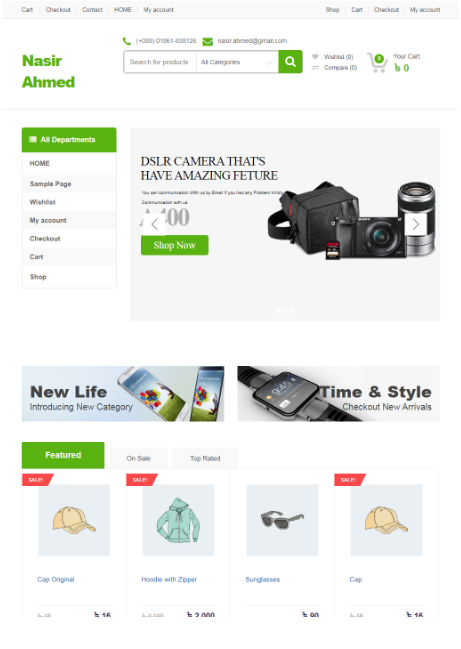 Cart Checkout Contact HOME My account
Shop Cart Checkout My account
(+088) 01861-838126 nasir.ahmed@gmail.com
Nasir
Ahmed
Search for products All Categories
Wishlist (0)
Compare (0)
0
Your Cart
৳ 0
All Departments
HOME
Sample Page
Wishlist
My account
Checkout
Cart
Shop
DSLR CAMERA THAT'S
HAVE AMAZING FETURE
You can communication With us by Email if you had any Problem
Communication with us
00
Shop Now
SONY
New Life
Introducing New Category
Time & Style
Checkout New Arrivals
Featured On Sale Top Rated
SALE! SALE! SALE!
Cap Original Hoodie with Zipper Sunglasses Cap
৳ 16 ৳ 2,000 ৳ 90 ৳ 16